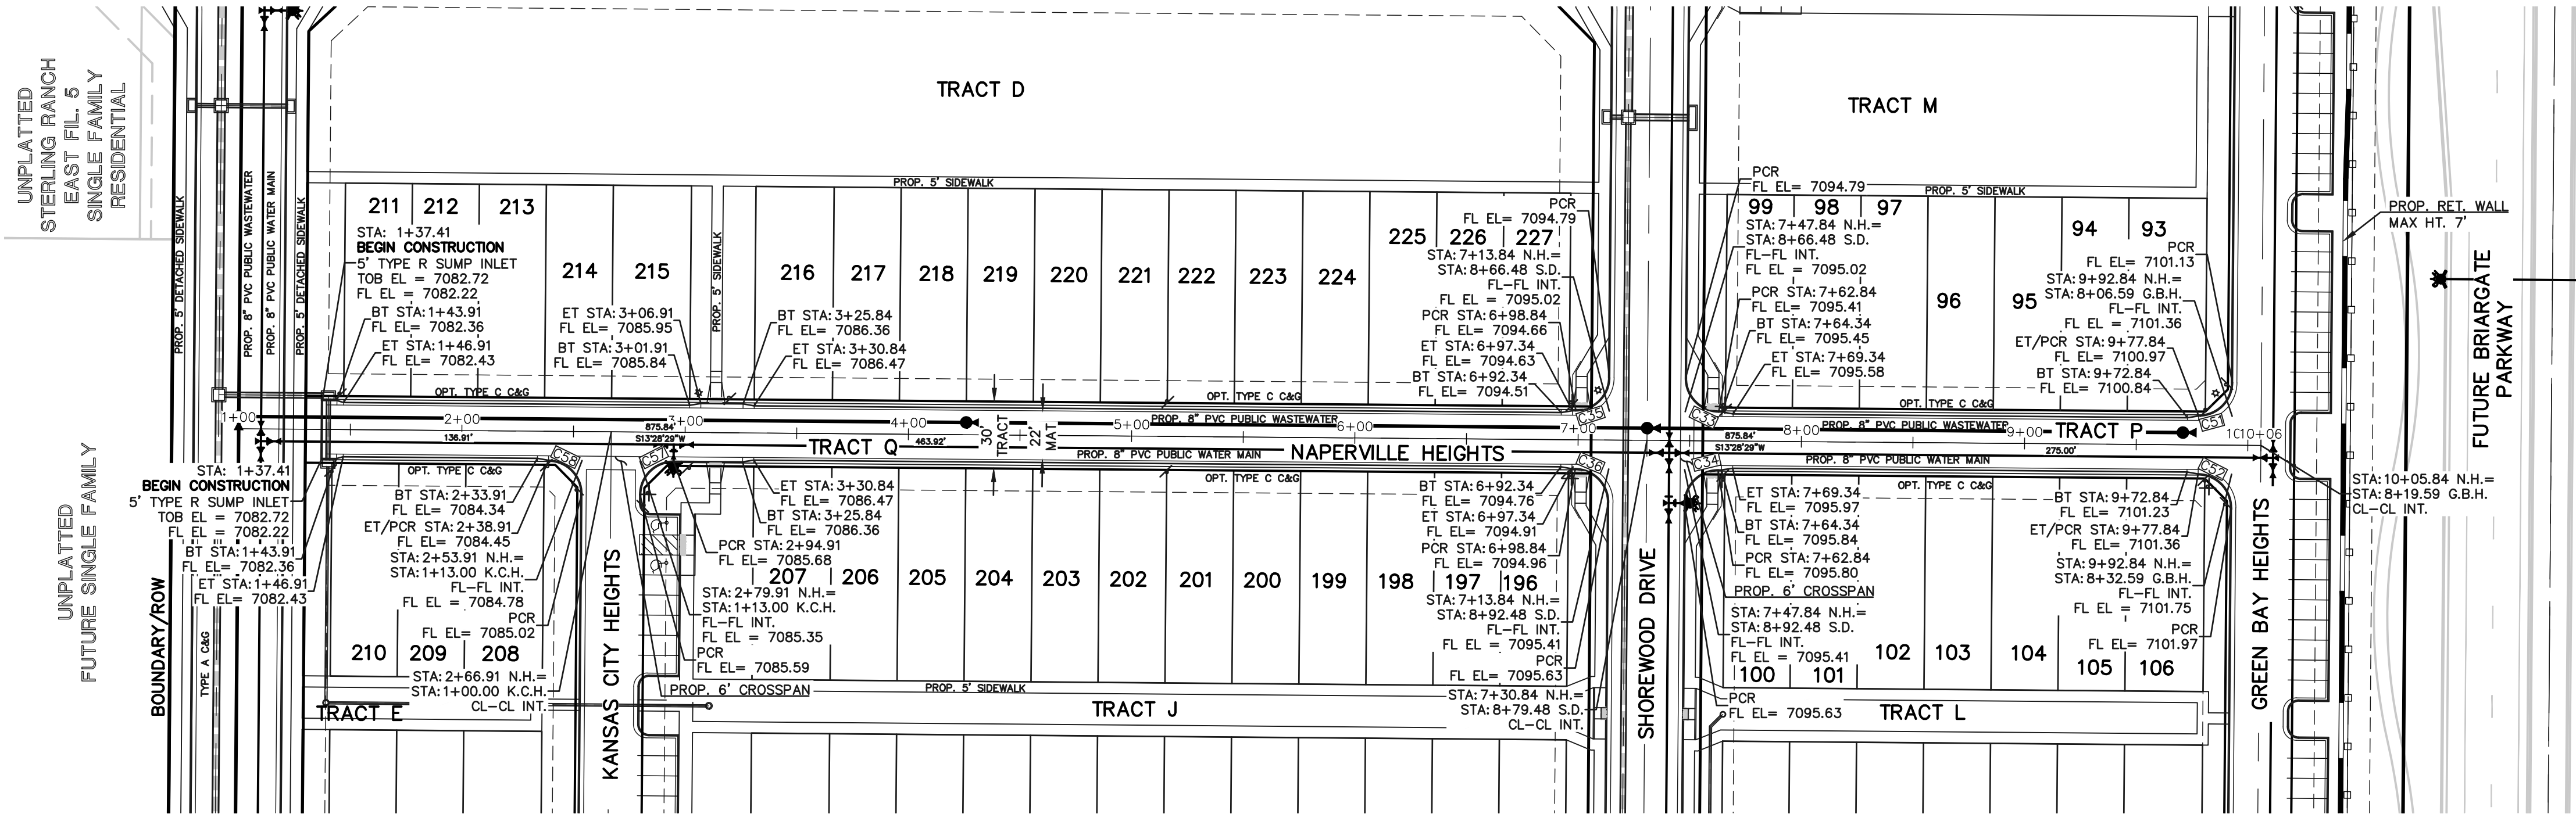 UNPLATTED
STERLING RANCH
EAST FIL. 5
SINGLE FAMILY
RESIDENTIAL
UNPLATTED
FUTURE SINGLE FAMILY
BOUNDARY/ROW
TYPE A C&G
PROP. 5' DETACHED SIDEWALK
PROP. 8" PVC PUBLIC WASTEWATER
PROP. 8" PVC PUBLIC WATER MAIN
PROP. 5' DETACHED SIDEWALK
TRACT D
TRACT M
PROP. 5' SIDEWALK
PROP. 5' SIDEWALK
PROP. 5' SIDEWALK
211
212
213
214
215
216
217
218
219
220
221
222
223
224
225
226
227
99
98
97
96
95
94
93
STA: 1+37.41
BEGIN CONSTRUCTION
5' TYPE R SUMP INLET
TOB EL = 7082.72
FL EL = 7082.22
BT STA: 1+43.91
FL EL= 7082.36
ET STA: 1+46.91
FL EL= 7082.43
ET STA: 3+06.91
FL EL= 7085.95
BT STA: 3+01.91
FL EL= 7085.84
BT STA: 3+25.84
FL EL= 7086.36
ET STA: 3+30.84
FL EL= 7086.47
PCR
FL EL= 7094.79
STA: 7+13.84 N.H.=
STA: 8+66.48 S.D.
FL-FL INT.
FL EL = 7095.02
PCR STA: 6+98.84
FL EL= 7094.66
ET STA: 6+97.34
FL EL= 7094.63
BT STA: 6+92.34
FL EL= 7094.51
PCR
FL EL= 7094.79
STA: 7+47.84 N.H.=
STA: 8+66.48 S.D.
FL-FL INT.
FL EL = 7095.02
PCR STA: 7+62.84
FL EL= 7095.41
BT STA: 7+64.34
FL EL= 7095.45
ET STA: 7+69.34
FL EL= 7095.58
PCR
FL EL= 7101.13
STA: 9+92.84 N.H.=
STA: 8+06.59 G.B.H.
FL-FL INT.
FL EL = 7101.36
ET/PCR STA: 9+77.84
FL EL= 7100.97
BT STA: 9+72.84
FL EL= 7100.84
PROP. RET. WALL
MAX HT. 7'
FUTURE BRIARGATE
PARKWAY
OPT. TYPE C C&G
OPT. TYPE C C&G
OPT. TYPE C C&G
1+00
2+00
3+00
4+00
5+00
6+00
7+00
8+00
9+00
10+06
875.84'
136.91'
S13°28'29"W
463.92'
30'
TRACT
22'
MAT
PROP. 8" PVC PUBLIC WASTEWATER
875.84'
S13°28'29"W
275.00'
PROP. 8" PVC PUBLIC WASTEWATER
TRACT Q
TRACT P
PROP. 8" PVC PUBLIC WATER MAIN
NAPERVILLE HEIGHTS
PROP. 8" PVC PUBLIC WATER MAIN
C58
C57
C35
C36
C33
C34
C51
C52
OPT. TYPE C C&G
OPT. TYPE C C&G
OPT. TYPE C C&G
STA: 1+37.41
BEGIN CONSTRUCTION
5' TYPE R SUMP INLET
TOB EL = 7082.72
FL EL = 7082.22
BT STA: 1+43.91
FL EL= 7082.36
ET STA: 1+46.91
FL EL= 7082.43
BT STA: 2+33.91
FL EL= 7084.34
ET/PCR STA: 2+38.91
FL EL= 7084.45
STA: 2+53.91 N.H.=
STA: 1+13.00 K.C.H.
FL-FL INT.
FL EL = 7084.78
PCR
FL EL= 7085.02
STA: 2+66.91 N.H.=
STA: 1+00.00 K.C.H.
CL-CL INT.
ET STA: 3+30.84
FL EL= 7086.47
BT STA: 3+25.84
FL EL= 7086.36
PCR STA: 2+94.91
FL EL= 7085.68
STA: 2+79.91 N.H.=
STA: 1+13.00 K.C.H.
FL-FL INT.
FL EL = 7085.35
PCR
FL EL= 7085.59
PROP. 6' CROSSPAN
BT STA: 6+92.34
FL EL= 7094.76
ET STA: 6+97.34
FL EL= 7094.91
PCR STA: 6+98.84
FL EL= 7094.96
STA: 7+13.84 N.H.=
STA: 8+92.48 S.D.
FL-FL INT.
FL EL = 7095.41
PCR
FL EL= 7095.63
STA: 7+30.84 N.H.=
STA: 8+79.48 S.D.
CL-CL INT.
ET STA: 7+69.34
FL EL= 7095.97
BT STA: 7+64.34
FL EL= 7095.84
PCR STA: 7+62.84
FL EL= 7095.80
PROP. 6' CROSSPAN
STA: 7+47.84 N.H.=
STA: 8+92.48 S.D.
FL-FL INT.
FL EL = 7095.41
PCR
FL EL= 7095.63
BT STA: 9+72.84
FL EL= 7101.23
ET/PCR STA: 9+77.84
FL EL= 7101.36
STA: 9+92.84 N.H.=
STA: 8+32.59 G.B.H.
FL-FL INT.
FL EL = 7101.75
PCR
FL EL= 7101.97
STA: 10+05.84 N.H.=
STA: 8+19.59 G.B.H.
CL-CL INT.
210
209
208
207
206
205
204
203
202
201
200
199
198
197
196
100
101
102
103
104
105
106
PROP. 5' SIDEWALK
TRACT E
TRACT J
TRACT L
KANSAS CITY HEIGHTS
SHOREWOOD DRIVE
GREEN BAY HEIGHTS